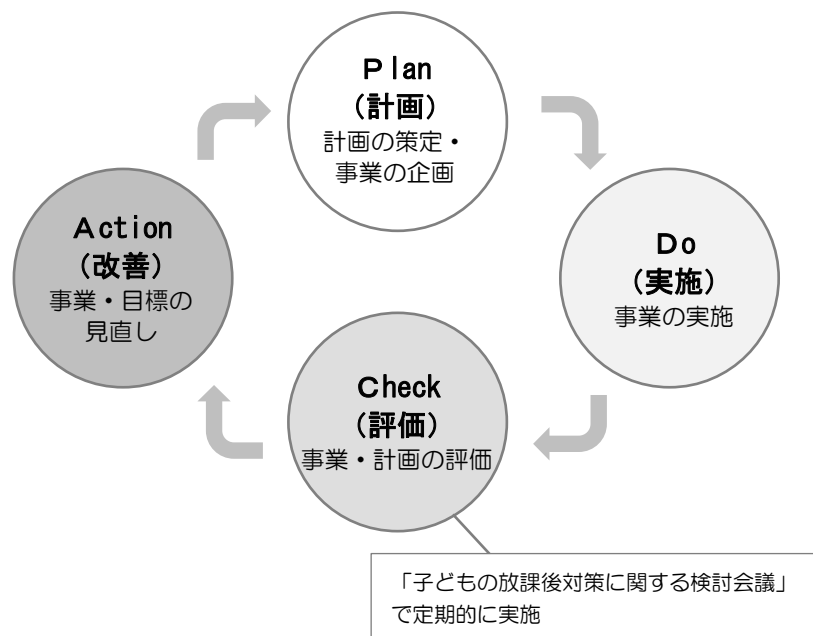 Plan
（計画）
計画の策定・
事業の企画
Action
（改善）
事業・目標の
見直し
Do
（実施）
事業の実施
Check
（評価）
事業・計画の評価
「子どもの放課後対策に関する検討会議」
で定期的に実施